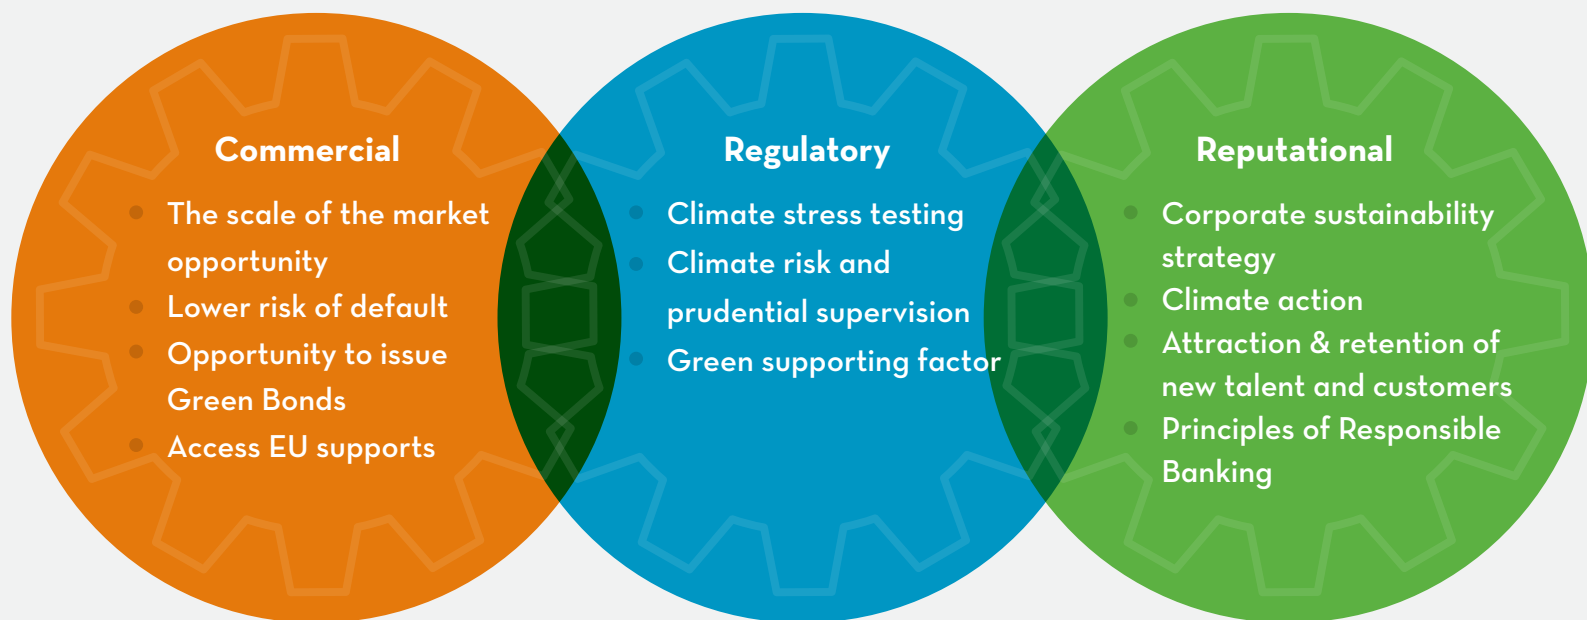 Commercial
The scale of the market
opportunity
Lower risk of default
Opportunity to issue
Green Bonds
Access EU supports
Regulatory
Climate stress testing
Climate risk and
prudential supervision
Green supporting factor
Reputational
Corporate sustainability
strategy
Climate action
Attraction & retention of
new talent and customers
Principles of Responsible
Banking